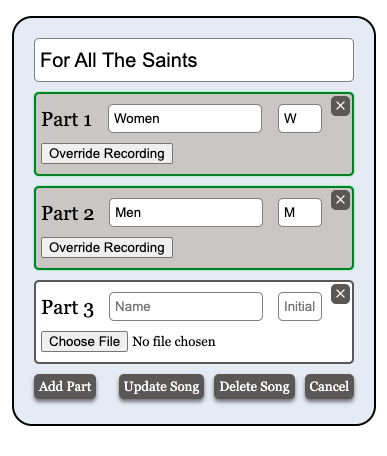 For All The Saints
Part 1 Women W ×
Override Recording
Part 2 Men M ×
Override Recording
Part 3 Name Initial ×
Choose File No file chosen
Add Part Update Song Delete Song Cancel